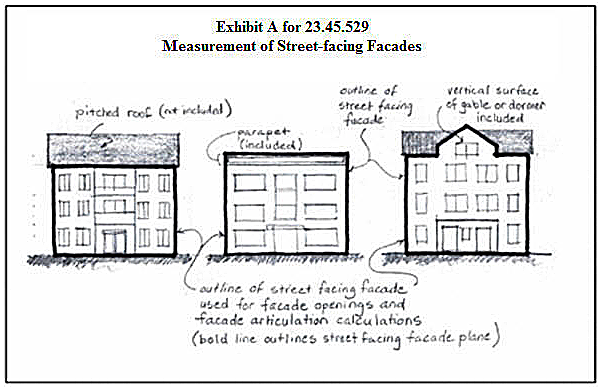 Exhibit A for 23.45.529
Measurement of Street-facing Facades
pitched roof (not included)
parapet
(included)
outline of
street facing
facade
vertical surface
of gable or dormer
included
outline of street facing facade
used for facade openings and
facade articulation calculations
(bold line outlines street facing facade plane)